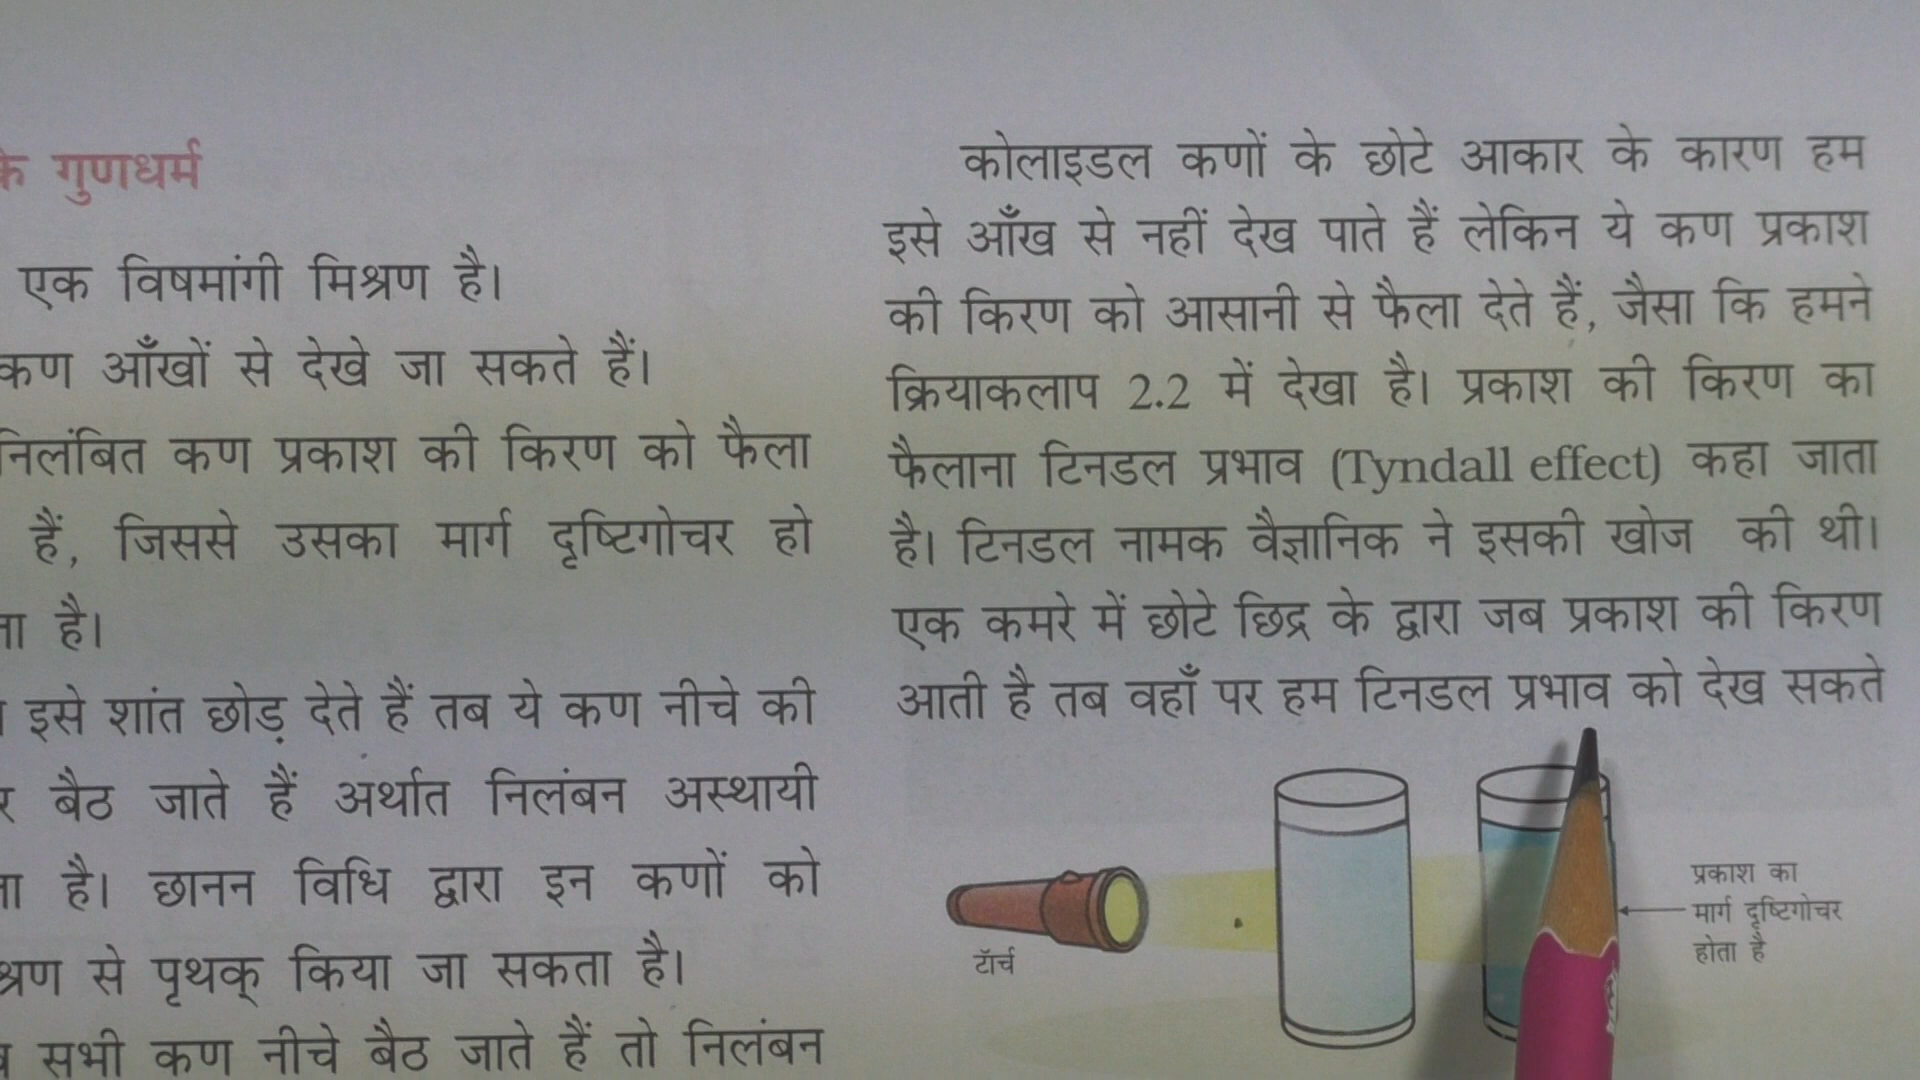 के गुणधर्म
एक विषमांगी मिश्रण है।
कण आँखों से देखे जा सकते हैं।
निलंबित कण प्रकाश की किरण को फैला
हैं, जिससे उसका मार्ग दृष्टिगोचर हो
है।
इसे शांत छोड़ देते हैं तब ये कण नीचे की
बैठ जाते हैं अर्थात निलंबन अस्थायी
है। छानन विधि द्वारा इन कणों को
से पृथक् किया जा सकता है।
सभी कण नीचे बैठ जाते हैं तो निलंबन
कोलाइडल कणों के छोटे आकार के कारण हम
इसे आँख से नहीं देख पाते हैं लेकिन ये कण प्रकाश
की किरण को आसानी से फैला देते हैं, जैसा कि हमने
क्रियाकलाप 2.2 में देखा है। प्रकाश की किरण का
फैलाना टिनडल प्रभाव (Tyndall effect) कहा जाता
है। टिनडल नामक वैज्ञानिक ने इसकी खोज की थी।
एक कमरे में छोटे छिद्र के द्वारा जब प्रकाश की किरण
आती है तब वहाँ पर हम टिनडल प्रभाव को देख सकते
टॉर्च
प्रकाश का
मार्ग दृष्टिगोचर
होता है